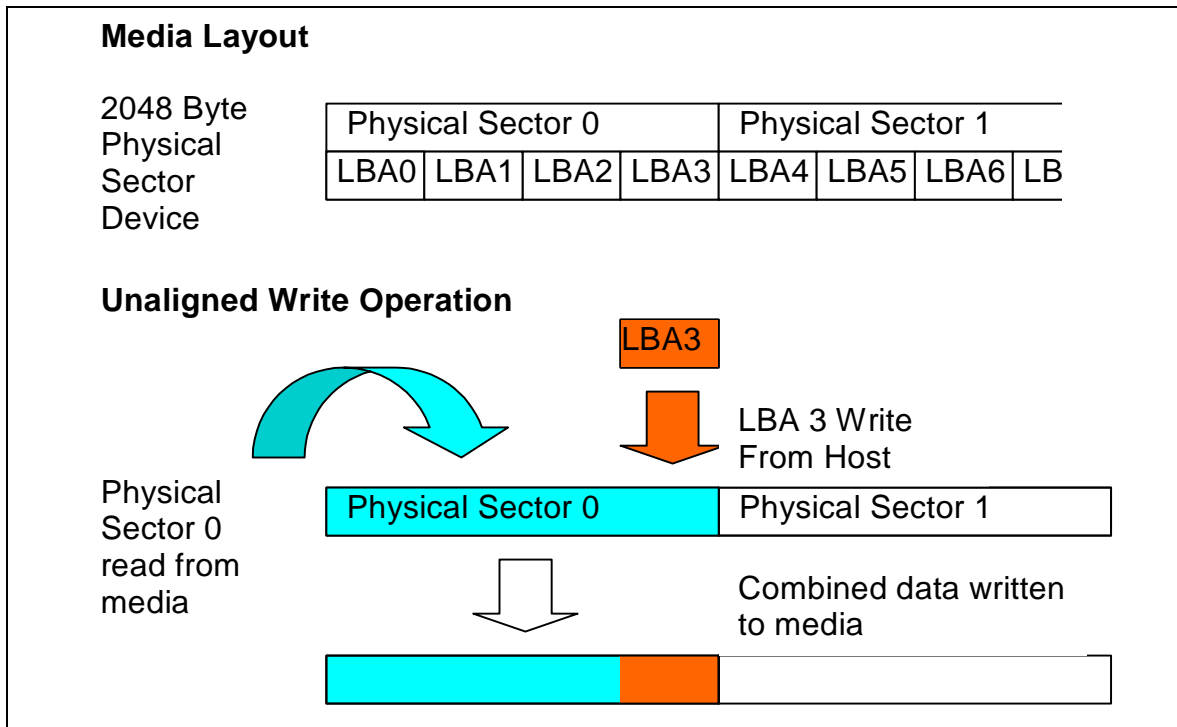 Media Layout
2048 Byte
Physical
Sector
Device
Physical Sector 0
Physical Sector 1
LBA0
LBA1
LBA2
LBA3
LBA4
LBA5
LBA6
LB
Unaligned Write Operation
LBA3
LBA 3 Write
From Host
Physical
Sector 0
read from
media
Physical Sector 0
Physical Sector 1
Combined data written
to media